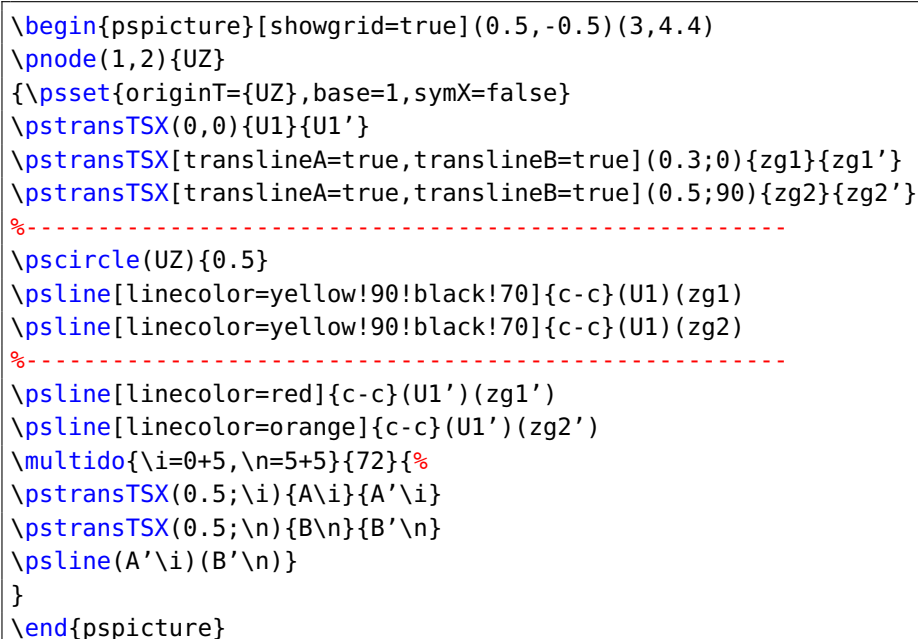 \begin{pspicture}[showgrid=true](0.5,-0.5)(3,4.4)
\pnode(1,2){UZ}
{\psset{originT={UZ},base=1,symX=false}
\pstransTSX(0,0){U1}{U1’}
\pstransTSX[translineA=true,translineB=true](0.3;0){zg1}{zg1’}
\pstransTSX[translineA=true,translineB=true](0.5;90){zg2}{zg2’}
%-----------------------------------------------------
\pscircle(UZ){0.5}
\psline[linecolor=yellow!90!black!70]{c-c}(U1)(zg1)
\psline[linecolor=yellow!90!black!70]{c-c}(U1)(zg2)
%-----------------------------------------------------
\psline[linecolor=red]{c-c}(U1’)(zg1’)
\psline[linecolor=orange]{c-c}(U1’)(zg2’)
\multido{\i=0+5,\n=5+5}{72}{%
\pstransTSX(0.5;\i){A\i}{A’\i}
\pstransTSX(0.5;\n){B\n}{B’\n}
\psline(A’\i)(B’\n)}
}
\end{pspicture}